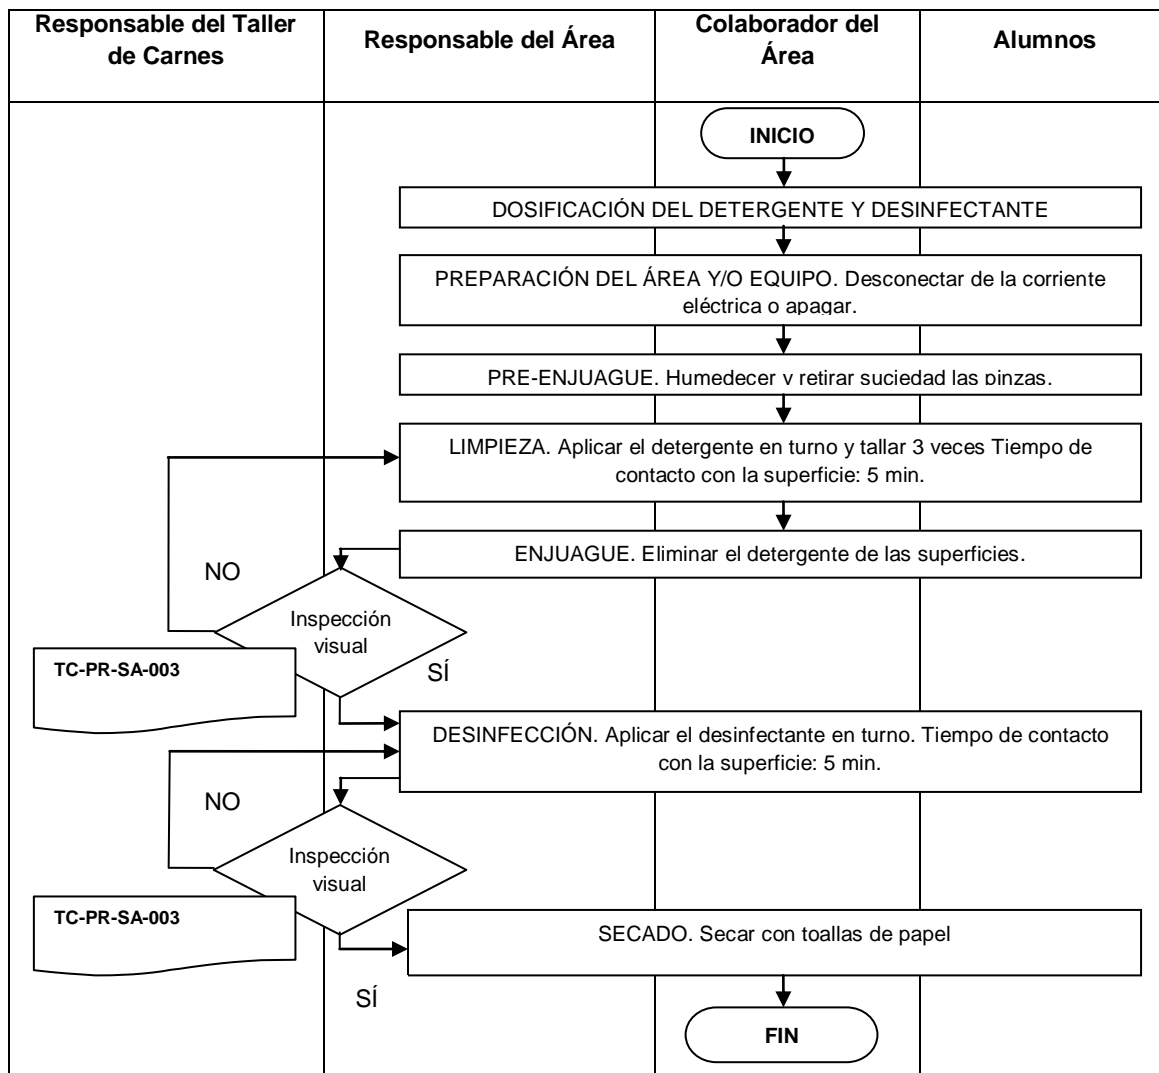 Responsable del Taller
de Carnes
Responsable del Área
Colaborador del
Área
Alumnos
INICIO
DOSIFICACIÓN DEL DETERGENTE Y DESINFECTANTE
PREPARACIÓN DEL ÁREA Y/O EQUIPO. Desconectar de la corriente
eléctrica o apagar.
PRE-ENJUAGUE. Humedecer y retirar suciedad las pinzas.
LIMPIEZA. Aplicar el detergente en turno y tallar 3 veces Tiempo de
contacto con la superficie: 5 min.
ENJUAGUE. Eliminar el detergente de las superficies.
NO
Inspección
visual
SÍ
TC-PR-SA-003
DESINFECCIÓN. Aplicar el desinfectante en turno. Tiempo de contacto
con la superficie: 5 min.
NO
Inspección
visual
TC-PR-SA-003
SECADO. Secar con toallas de papel
SÍ
FIN